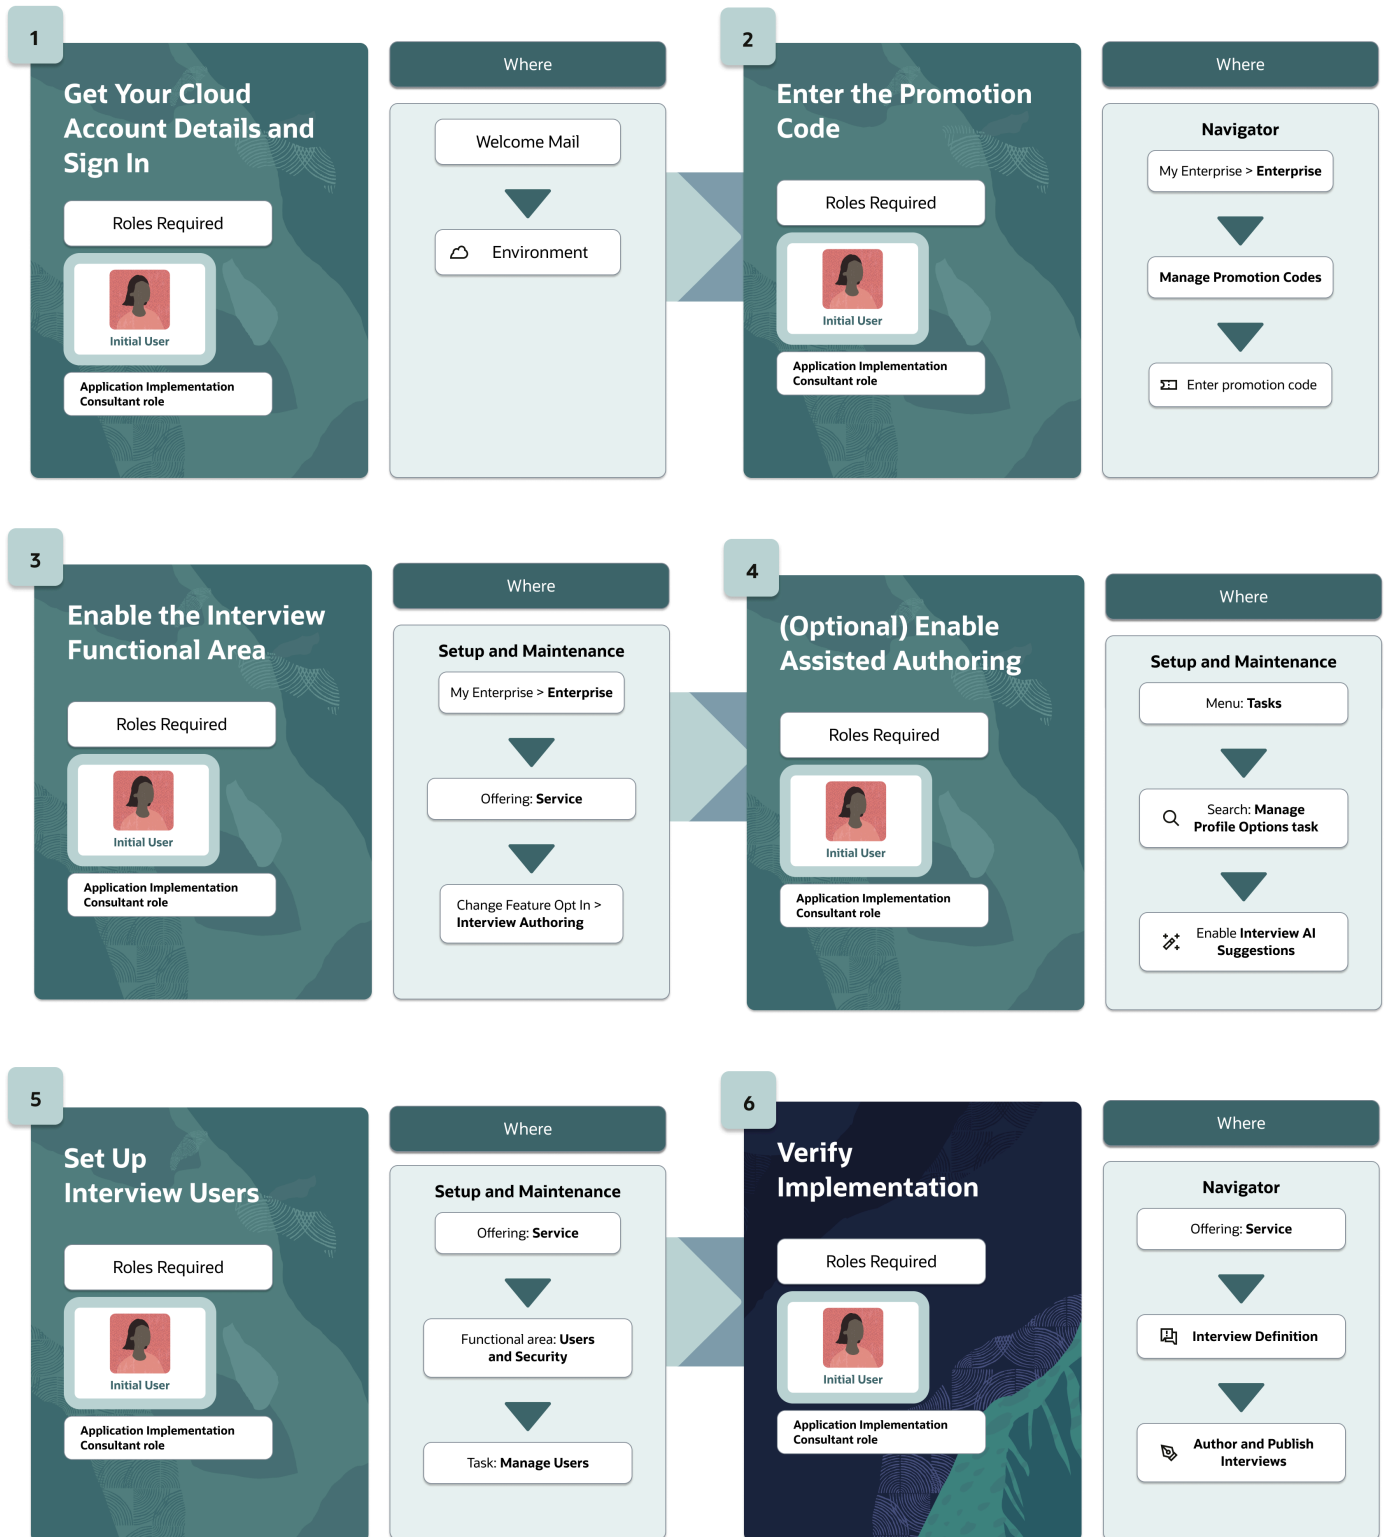 1
Get Your Cloud
Account Details and
Sign In
Roles Required
Initial User
Application Implementation
Consultant role
Where
Welcome Mail
Environment
2
Enter the Promotion
Code
Roles Required
Initial User
Application Implementation
Consultant role
Where
Navigator
My Enterprise > Enterprise
Manage Promotion Codes
Enter promotion code
3
Enable the Interview
Functional Area
Roles Required
Initial User
Application Implementation
Consultant role
Where
Setup and Maintenance
My Enterprise > Enterprise
Offering: Service
Change Feature Opt In >
Interview Authoring
4
(Optional) Enable
Assisted Authoring
Roles Required
Initial User
Application Implementation
Consultant role
Where
Setup and Maintenance
Menu: Tasks
Search: Manage
Profile Options task
Enable Interview AI
Suggestions
5
Set Up
Interview Users
Roles Required
Initial User
Application Implementation
Consultant role
Where
Setup and Maintenance
Offering: Service
Functional area: Users
and Security
Task: Manage Users
6
Verify
Implementation
Roles Required
Initial User
Application Implementation
Consultant role
Where
Navigator
Offering: Service
Interview Definition
Author and Publish
Interviews